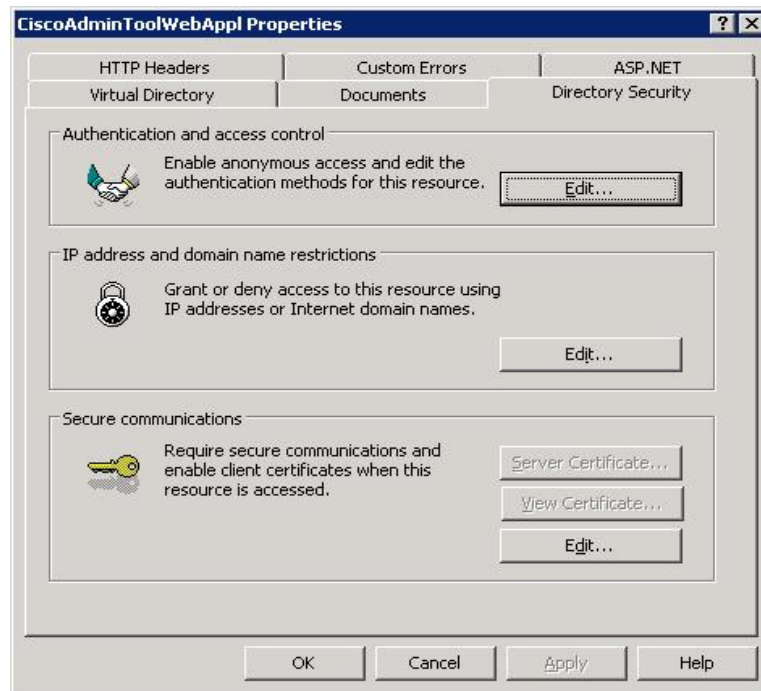 CiscoAdminToolWebAppl Properties
HTTP Headers
Custom Errors
ASP.NET
Virtual Directory
Documents
Directory Security
Authentication and access control
Enable anonymous access and edit the
authentication methods for this resource.
Edit...
IP address and domain name restrictions
Grant or deny access to this resource using
IP addresses or Internet domain names.
Edit...
Secure communications
Require secure communications and
enable client certificates when this
resource is accessed.
Server Certificate...
View Certificate...
Edit...
OK
Cancel
Apply
Help